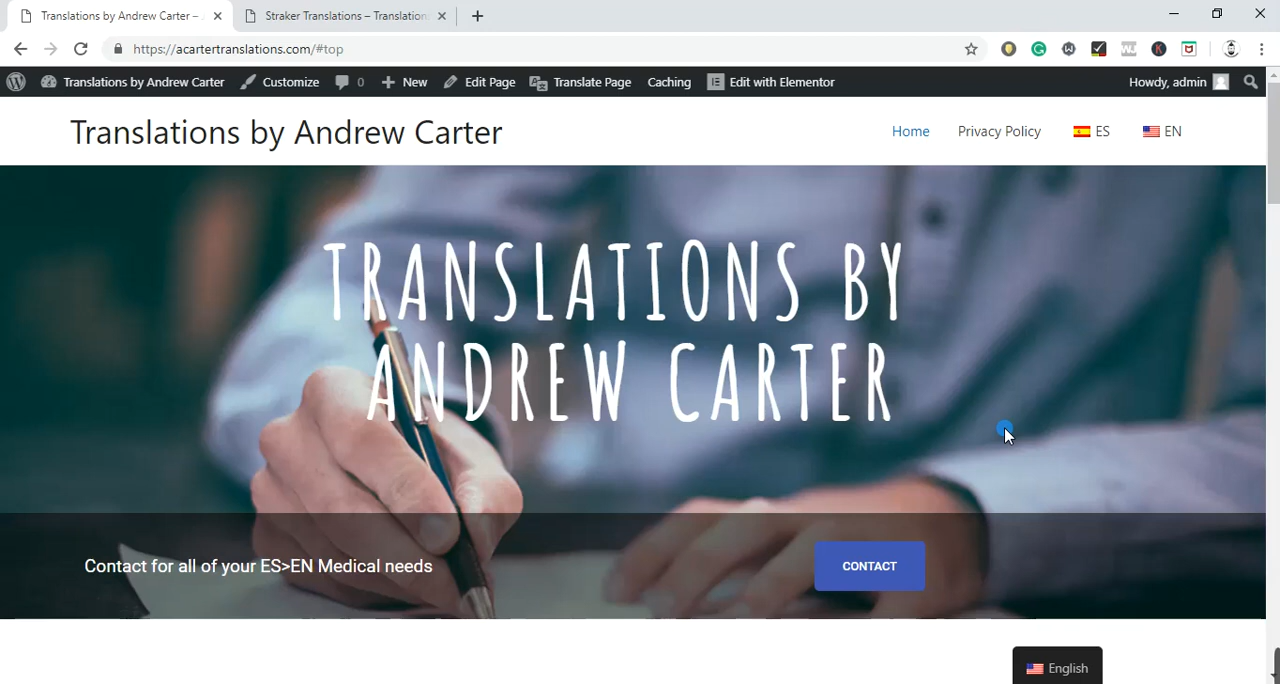 Translations by Andrew Carter –
Straker Translations – Translation
https://acartertranslations.com/#top
Translations by Andrew Carter
Customize
0
New
Edit Page
Translate Page
Caching
Edit with Elementor
Howdy, admin
Translations by Andrew Carter
Home
Privacy Policy
ES
EN
TRANSLATIONS BY
ANDREW CARTER
Contact for all of your ES>EN Medical needs
CONTACT
English